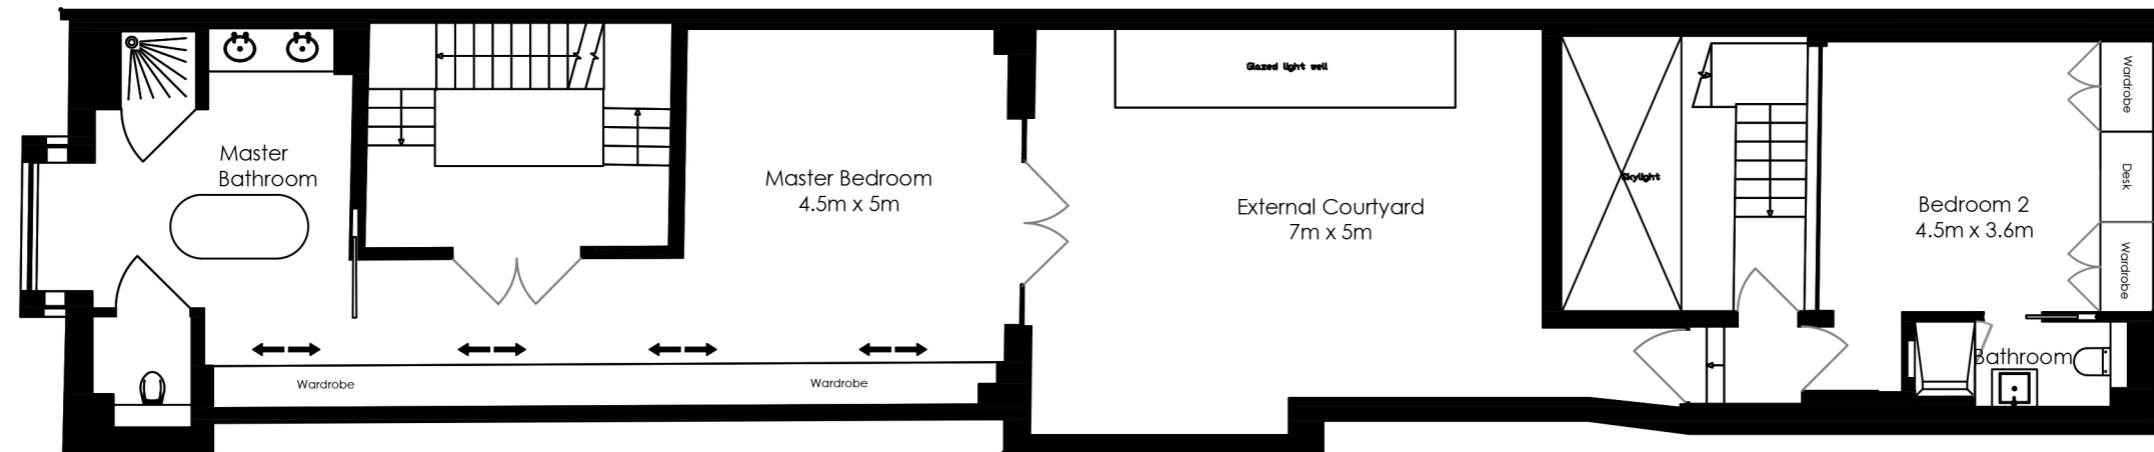 Master
Bathroom
Wardrobe
Master Bedroom
4.5m x 5m
Wardrobe
Glazed light well
External Courtyard
7m x 5m
Skylight
Bedroom 2
4.5m x 3.6m
Wardrobe
Desk
Wardrobe
Bathroom